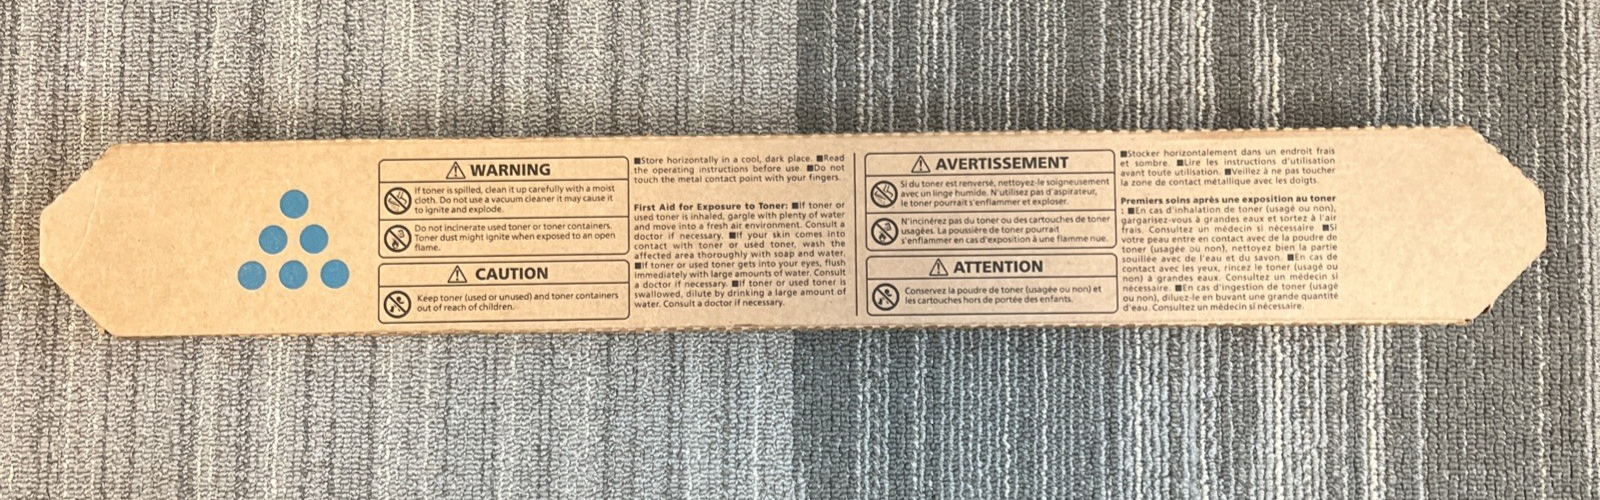 WARNING
If toner is spilled, clean it up carefully with a moist
cloth. Do not use a vacuum cleaner it may cause it
to ignite and explode.
Do not incinerate used toner or toner containers.
Toner dust might ignite when exposed to an open
flame.
CAUTION
Keep toner (used or unused) and toner containers
out of reach of children.
■Store horizontally in a cool, dark place. ■Read
the operating instructions before use. ■Do not
touch the metal contact point with your fingers.
First Aid for Exposure to Toner: ■If toner or
used toner is inhaled, gargle with plenty of water
and move into a fresh air environment. Consult a
doctor if necessary. ■If your skin comes into
contact with toner or used toner, wash the
affected area thoroughly with soap and water.
■If toner or used toner gets into your eyes, flush
immediately with large amounts of water. Consult
a doctor if necessary. ■If toner or used toner is
swallowed, dilute by drinking a large amount of
water. Consult a doctor if necessary.
AVERTISSEMENT
Si du toner est renversé, nettoyez-le soigneusement
avec un linge humide. N'utilisez pas d'aspirateur,
le toner pourrait s'enflammer et exploser.
N'incinérez pas du toner ou des cartouches de toner
usagées. La poussière de toner pourrait
s'enflammer en cas d'exposition à une flamme nue.
ATTENTION
Conservez la poudre de toner (usagée ou non) et
les cartouches hors de portée des enfants.
■Stocker horizontalement dans un endroit frais
et sombre. ■Lire les instructions d'utilisation
avant toute utilisation. ■Veillez à ne pas toucher
la zone de contact métallique avec les doigts.
Premiers soins après une exposition au toner
: ■En cas d'inhalation de toner (usagé ou non),
gargarisez-vous à grandes eaux et sortez à l'air
frais. Consultez un médecin si nécessaire. ■Si
votre peau entre en contact avec de la poudre de
toner (usagée ou non), nettoyez bien la partie
souillée avec de l'eau et du savon. ■En cas de
contact avec les yeux, rincez le toner (usagé ou
non) à grandes eaux. Consultez un médecin si
nécessaire. ■En cas d'ingestion de toner (usagé
ou non), diluez-le en buvant une grande quantité
d'eau. Consultez un médecin si nécessaire.